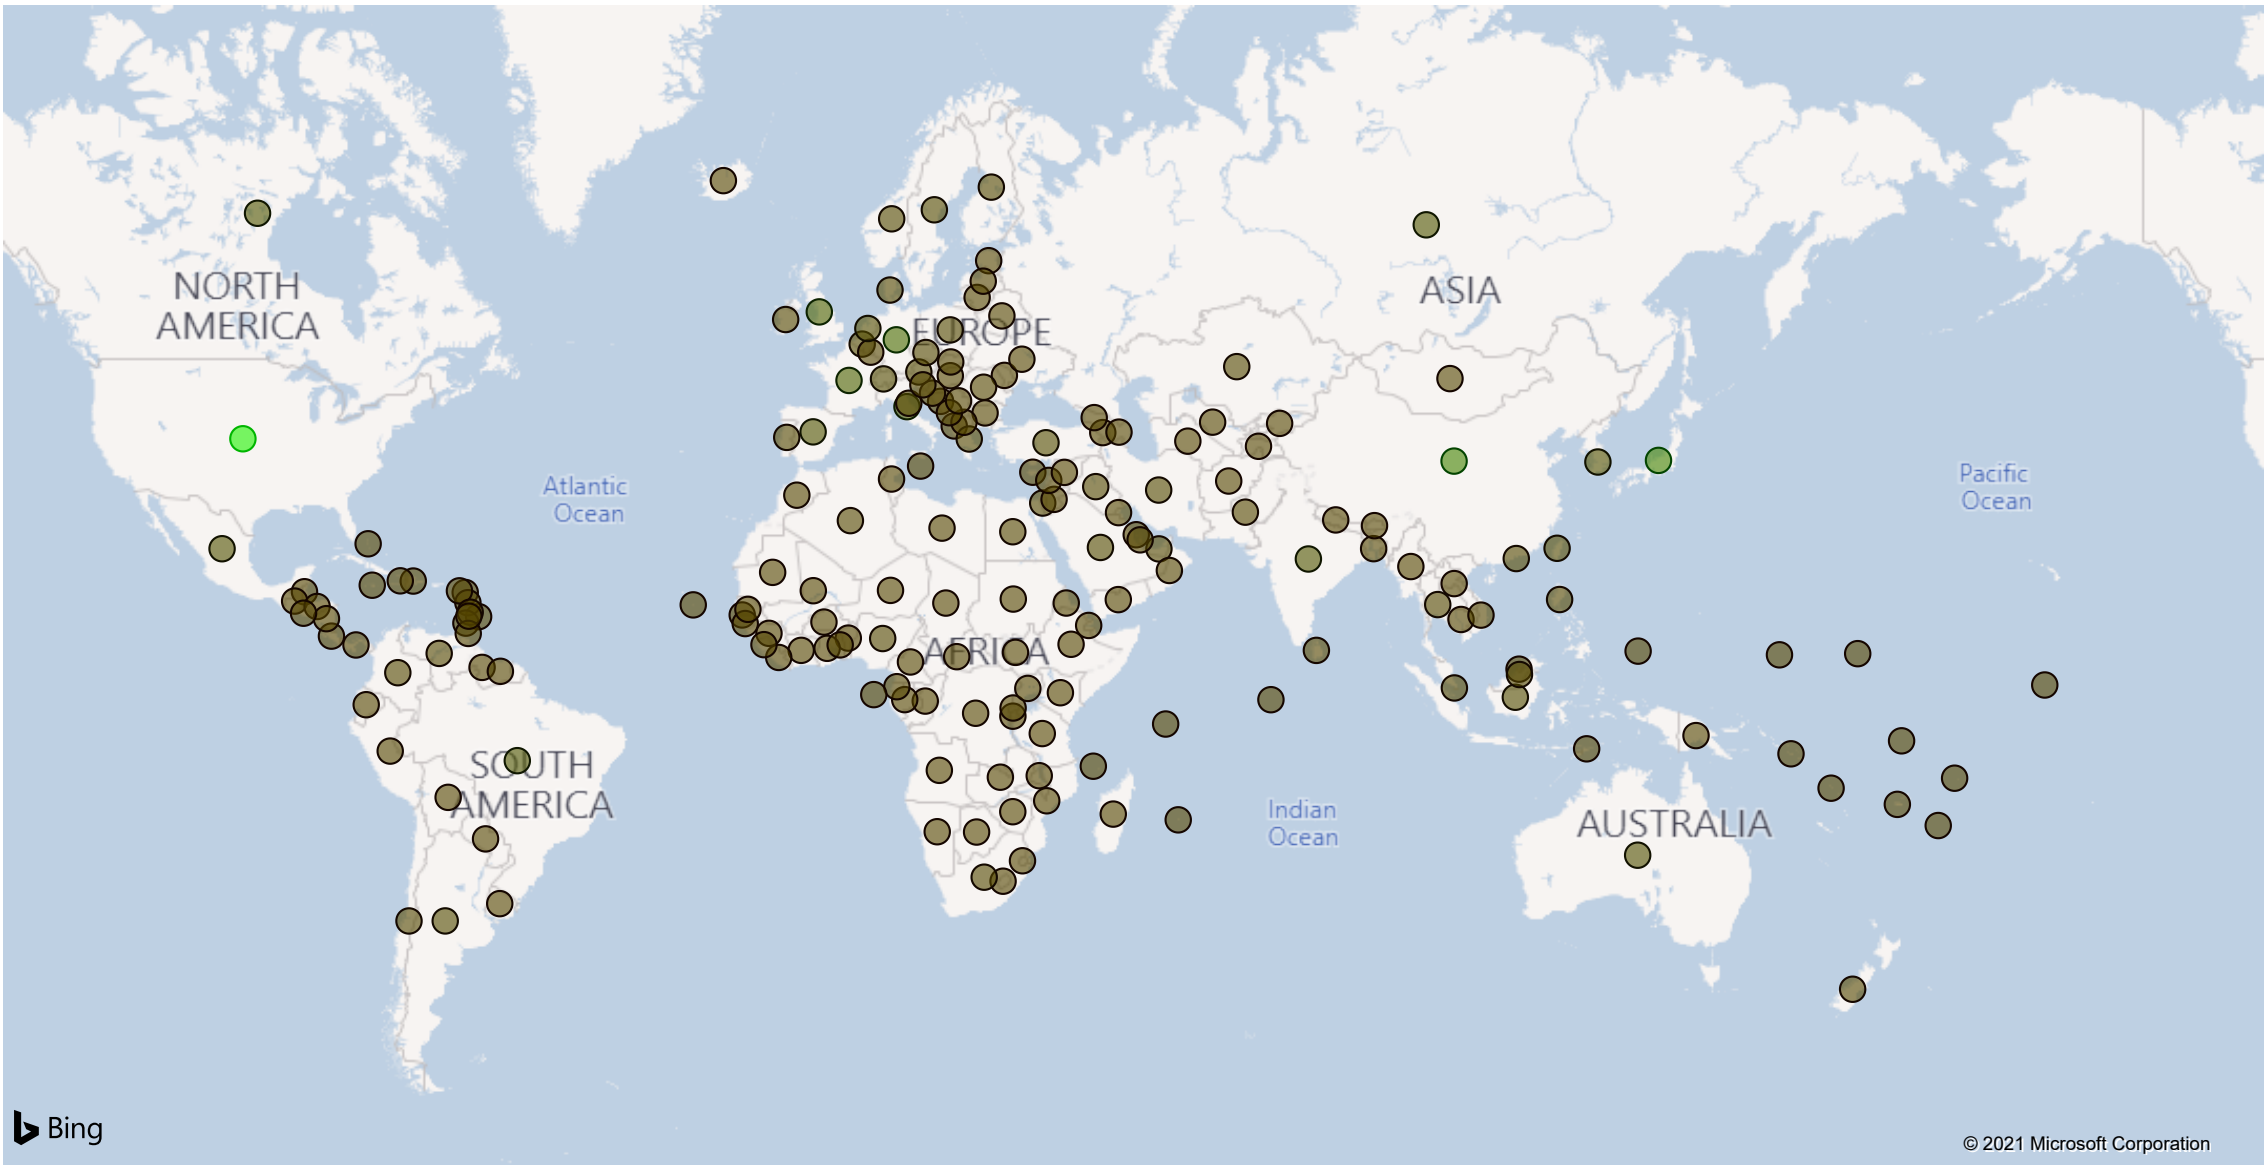 NORTH
AMERICA
ASIA
EUROPE
Atlantic
Ocean
Pacific
Ocean
AFRICA
SOUTH
AMERICA
Indian
Ocean
AUSTRALIA
Bing
© 2021 Microsoft Corporation